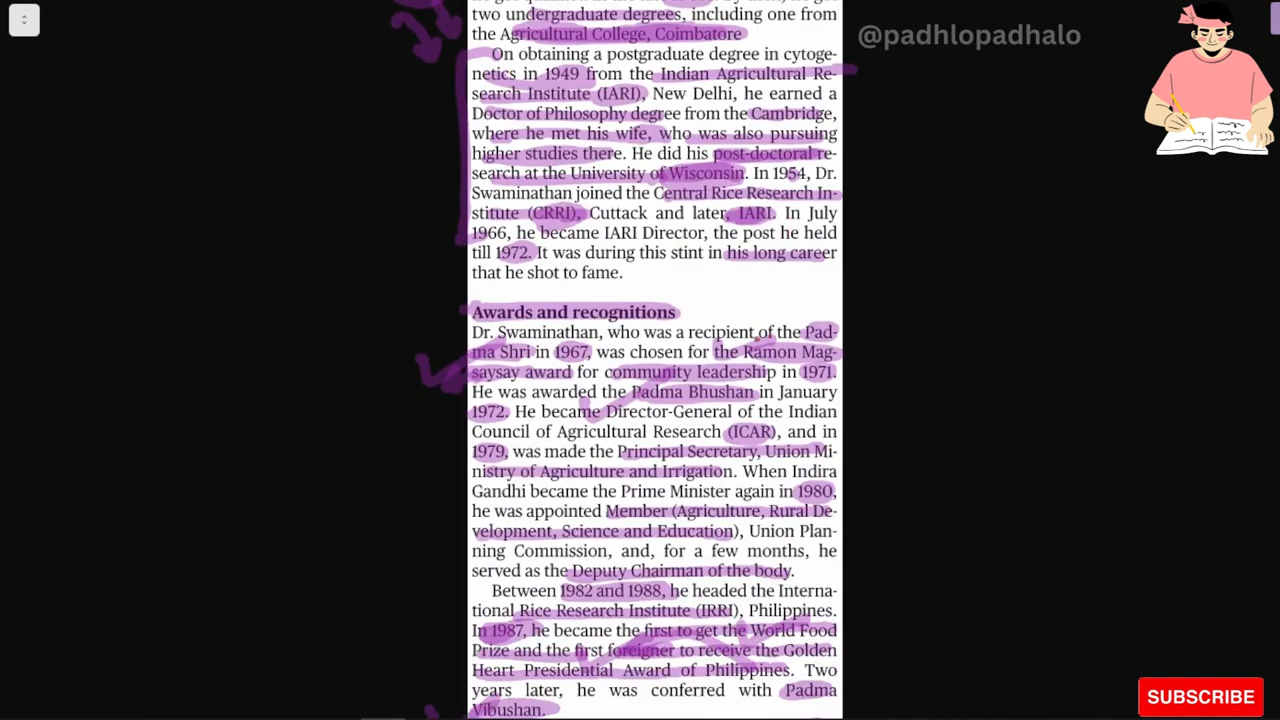 two undergraduate degrees, including one from
the Agricultural College, Coimbatore
@padhlopadhalo
On obtaining a postgraduate degree in cytoge-
netics in 1949 from the Indian Agricultural Re-
search Institute (IARI), New Delhi, he earned a
Doctor of Philosophy degree from the Cambridge,
where he met his wife, who was also pursuing
higher studies there. He did his post-doctoral re-
search at the University of Wisconsin. In 1954, Dr.
Swaminathan joined the Central Rice Research In-
stitute (CRRI), Cuttack and later, IARI. In July
1966, he became IARI Director, the post he held
till 1972. It was during this stint in his long career
that he shot to fame.
Awards and recognitions
Dr. Swaminathan, who was a recipient of the Pad-
ma Shri in 1967, was chosen for the Ramon Mag-
saysay award for community leadership in 1971.
He was awarded the Padma Bhushan in January
1972. He became Director-General of the Indian
Council of Agricultural Research (ICAR), and in
1979, was made the Principal Secretary, Union Mi-
nistry of Agriculture and Irrigation. When Indira
Gandhi became the Prime Minister again in 1980,
he was appointed Member (Agriculture, Rural De-
velopment, Science and Education), Union Plan-
ning Commission, and, for a few months, he
served as the Deputy Chairman of the body.
Between 1982 and 1988, he headed the Interna-
tional Rice Research Institute (IRRI), Philippines.
In 1987, he became the first to get the World Food
Prize and the first foreigner to receive the Golden
Heart Presidential Award of Philippines. Two
years later, he was conferred with Padma
Vibushan.
SUBSCRIBE